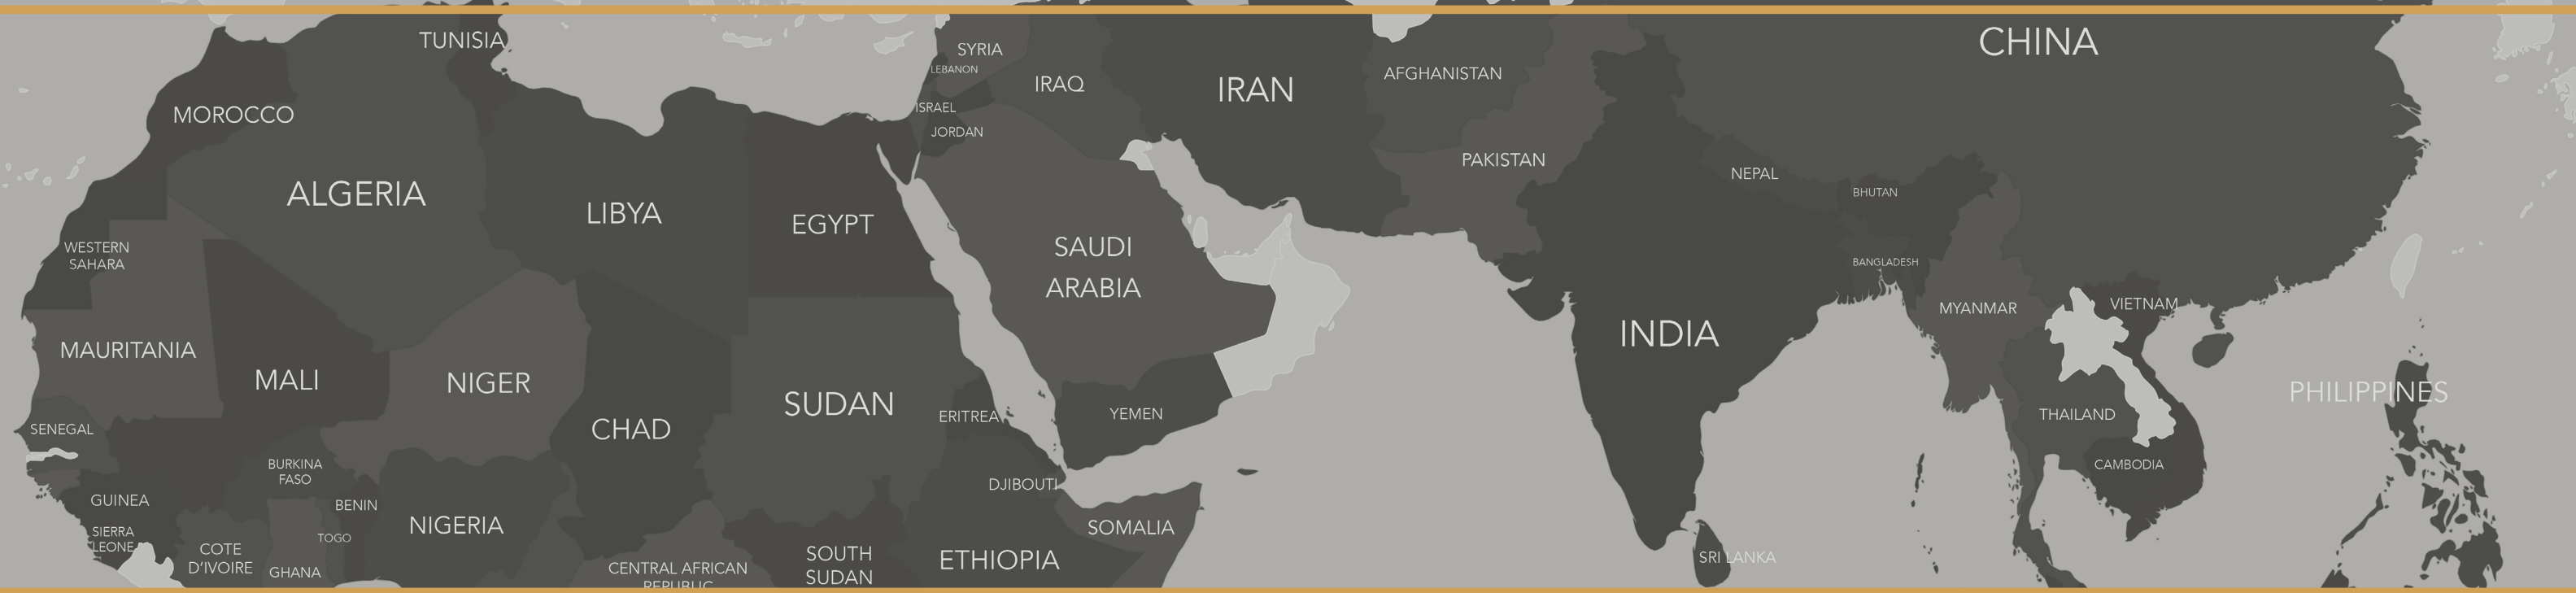 CHINA
TUNISIA
SYRIA
LEBANON
AFGHANISTAN
IRAQ
IRAN
MOROCCO
ISRAEL
JORDAN
PAKISTAN
NEPAL
ALGERIA
BHUTAN
LIBYA
EGYPT
WESTERN
SAHARA
SAUDI
ARABIA
BANGLADESH
VIETNAM
MYANMAR
INDIA
MAURITANIA
MALI
NIGER
PHILIPPINES
SUDAN
ERITREA
YEMEN
THAILAND
SENEGAL
CHAD
BURKINA
FASO
CAMBODIA
DJIBOUTI
GUINEA
BENIN
NIGERIA
SOMALIA
SIERRA
LEONE
TOGO
COTE
D'IVOIRE
GHANA
SOUTH
SUDAN
ETHIOPIA
SRI LANKA
CENTRAL AFRICAN
REPUBLIC